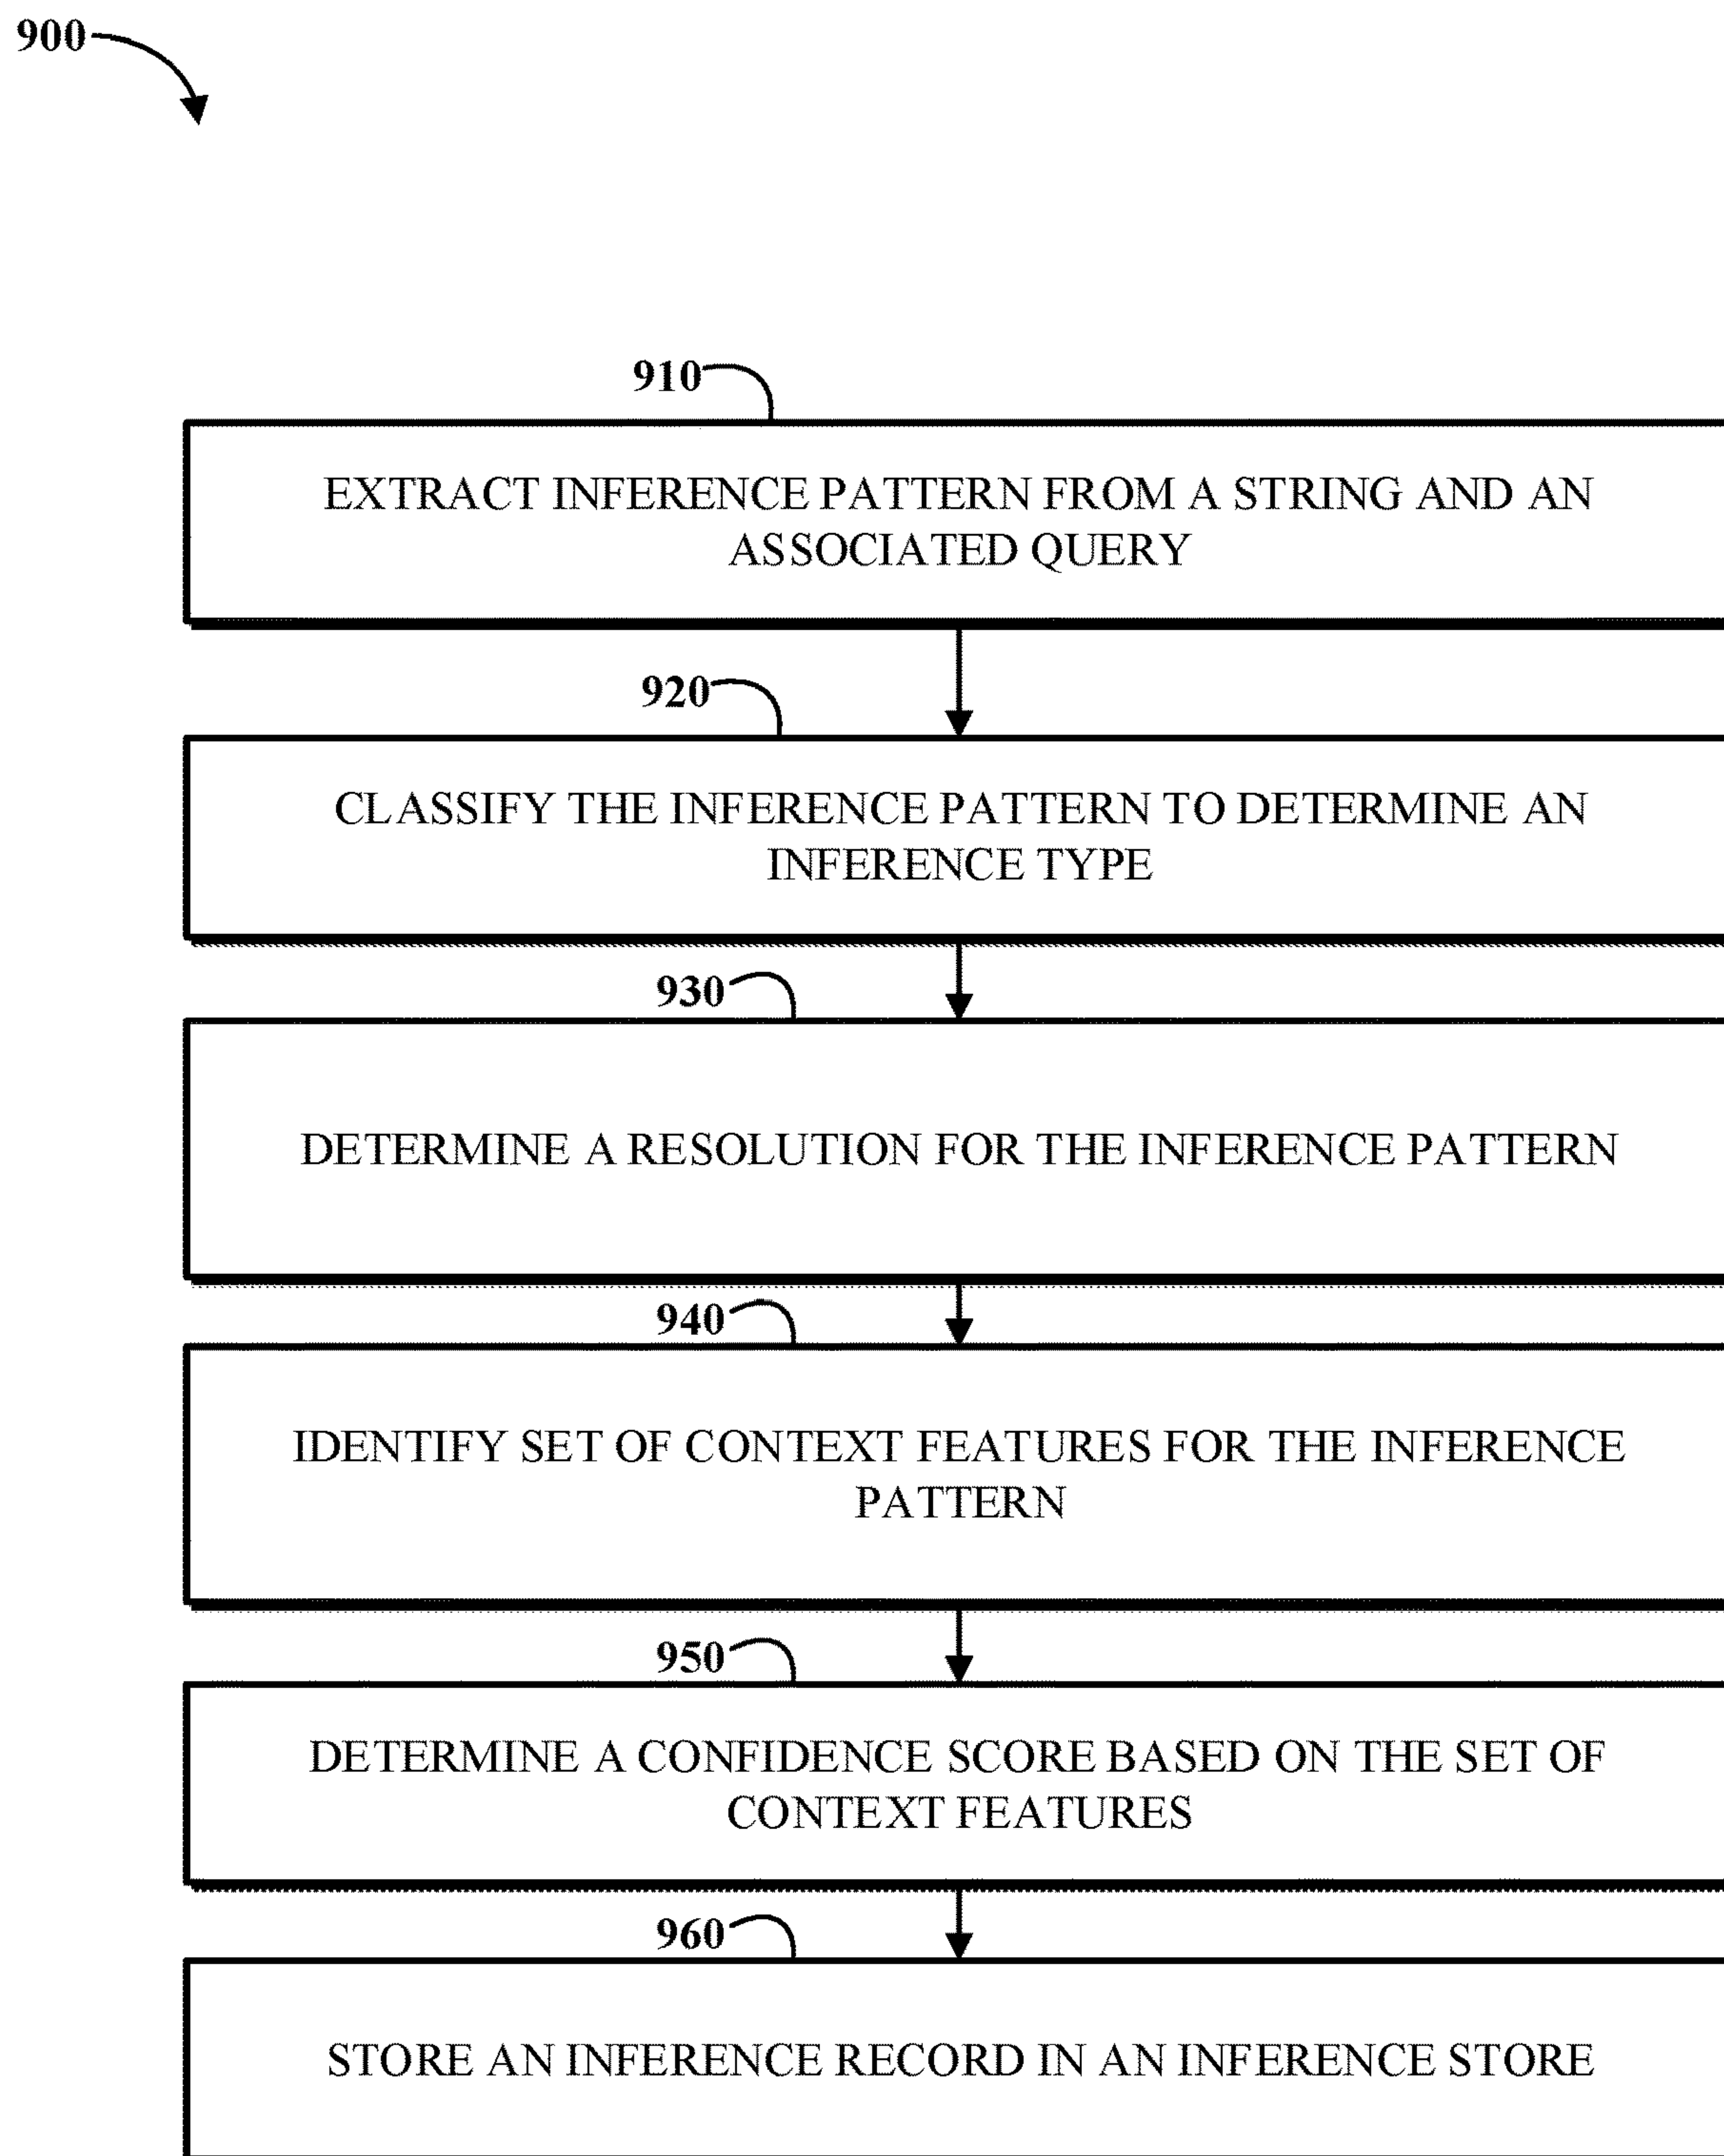 900
910
EXTRACT INFERENCE PATTERN FROM A STRING AND AN
ASSOCIATED QUERY
920
CLASSIFY THE INFERENCE PATTERN TO DETERMINE AN
INFERENCE TYPE
930
DETERMINE A RESOLUTION FOR THE INFERENCE PATTERN
940
IDENTIFY SET OF CONTEXT FEATURES FOR THE INFERENCE
PATTERN
950
DETERMINE A CONFIDENCE SCORE BASED ON THE SET OF
CONTEXT FEATURES
960
STORE AN INFERENCE RECORD IN AN INFERENCE STORE